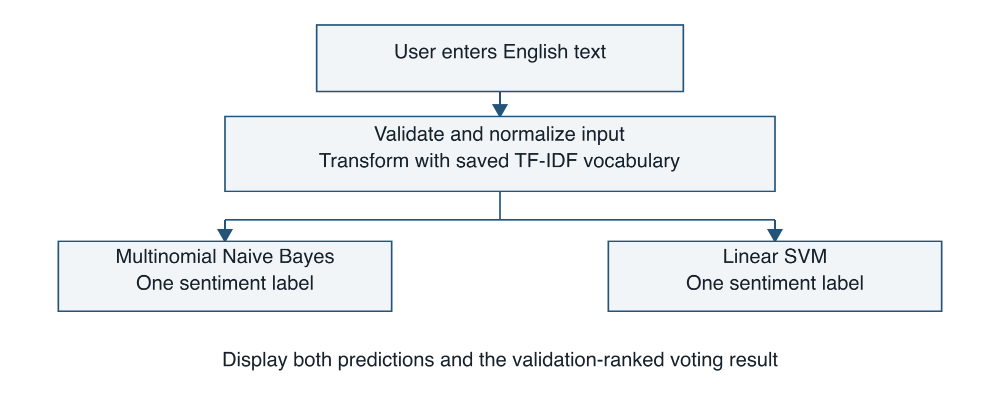 User enters English text
Validate and normalize input
Transform with saved TF-IDF vocabulary
Multinomial Naive Bayes
One sentiment label
Linear SVM
One sentiment label
Display both predictions and the validation-ranked voting result